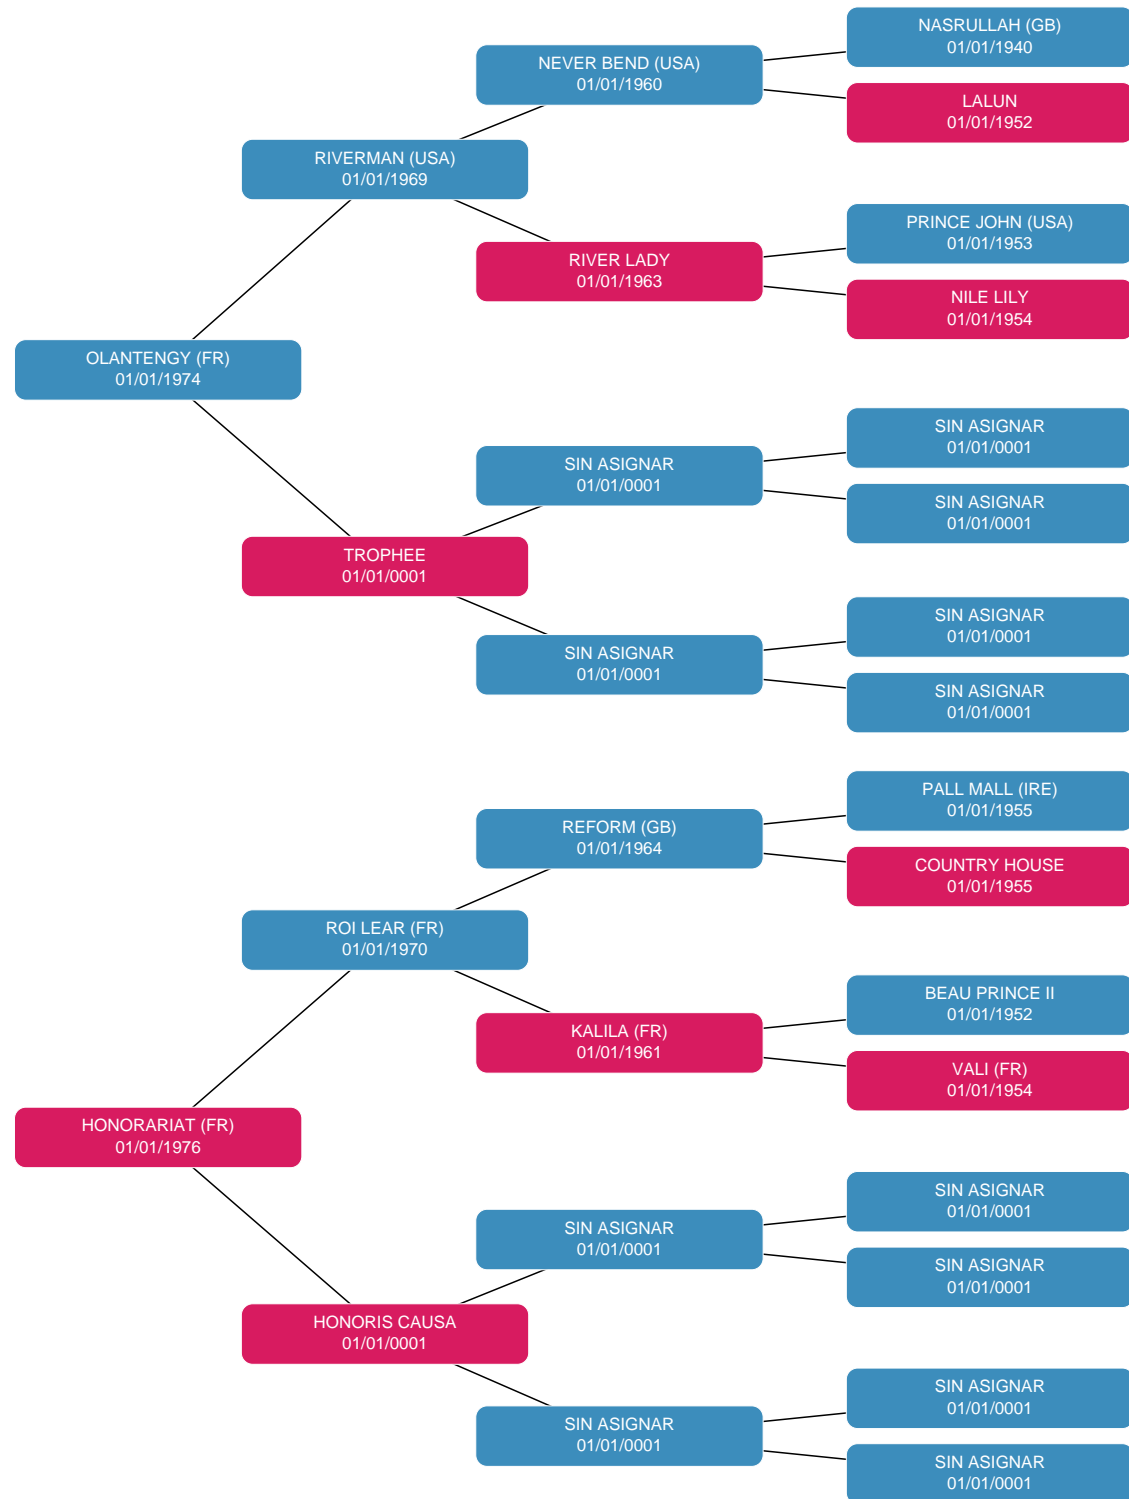 NASRULLAH (GB)
01/01/1940
NEVER BEND (USA)
01/01/1960
LALUN
01/01/1952
RIVERMAN (USA)
01/01/1969
PRINCE JOHN (USA)
01/01/1953
RIVER LADY
01/01/1963
NILE LILY
01/01/1954
OLANTENGY (FR)
01/01/1974
SIN ASIGNAR
01/01/0001
SIN ASIGNAR
01/01/0001
SIN ASIGNAR
01/01/0001
TROPHEE
01/01/0001
SIN ASIGNAR
01/01/0001
SIN ASIGNAR
01/01/0001
SIN ASIGNAR
01/01/0001
PALL MALL (IRE)
01/01/1955
REFORM (GB)
01/01/1964
COUNTRY HOUSE
01/01/1955
ROI LEAR (FR)
01/01/1970
BEAU PRINCE II
01/01/1952
KALILA (FR)
01/01/1961
VALI (FR)
01/01/1954
HONORARIAT (FR)
01/01/1976
SIN ASIGNAR
01/01/0001
SIN ASIGNAR
01/01/0001
SIN ASIGNAR
01/01/0001
HONORIS CAUSA
01/01/0001
SIN ASIGNAR
01/01/0001
SIN ASIGNAR
01/01/0001
SIN ASIGNAR
01/01/0001